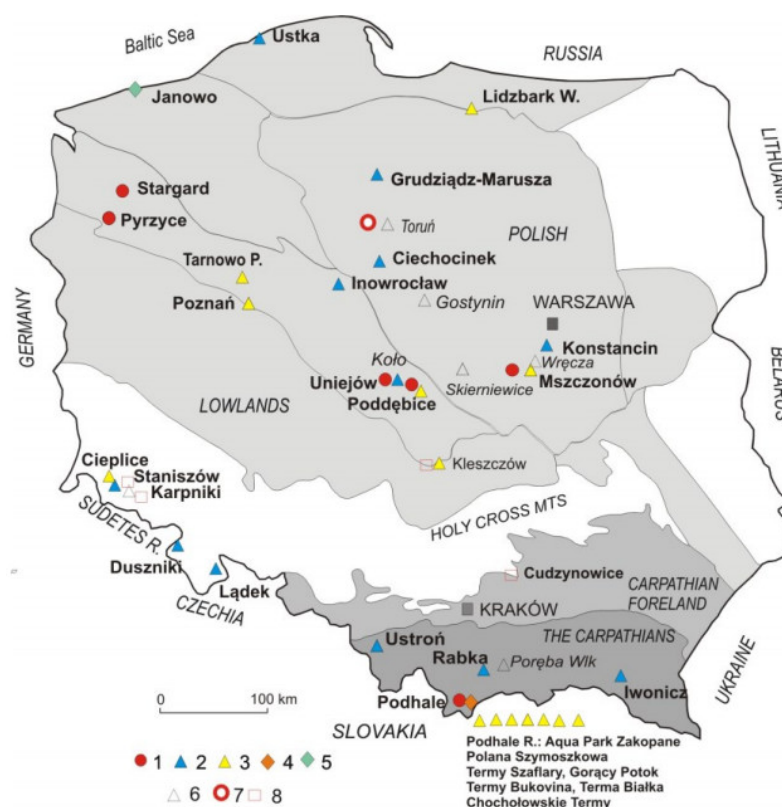 Baltic Sea
Ustka
RUSSIA
Janowo
Lidzbark W.
LITHUANIA
Stargard
Grudziądz-Marusza
Pyrzyce
Toruń
POLISH
Tarnowo P.
Ciechocinek
Inowrocław
Poznań
Gostynin
WARSZAWA
GERMANY
Konstancin
Koło
Wręcza
BELARUS
Uniejów
Skierniewice
Mszczonów
Poddębice
LOWLANDS
Cieplice
Kleszczów
Staniszów
Karpniki
HOLY CROSS MTS
SUDETES R.
Duszniki
Cudzynowice
Lądek
CARPATHIAN
FORELAND
CZECHIA
KRAKÓW
THE CARPATHIANS
Ustroń
Rabka
Poręba Wlk
UKRAINE
Iwonicz
0 100 km
Podhale
SLOVAKIA
Podhale R.: Aqua Park Zakopane
Polana Szymoszkowa
Termy Szaflary, Gorący Potok
Termy Bukovina, Terma Białka
Chochołowskie Termy
1 2 3 4 5
6 7 8